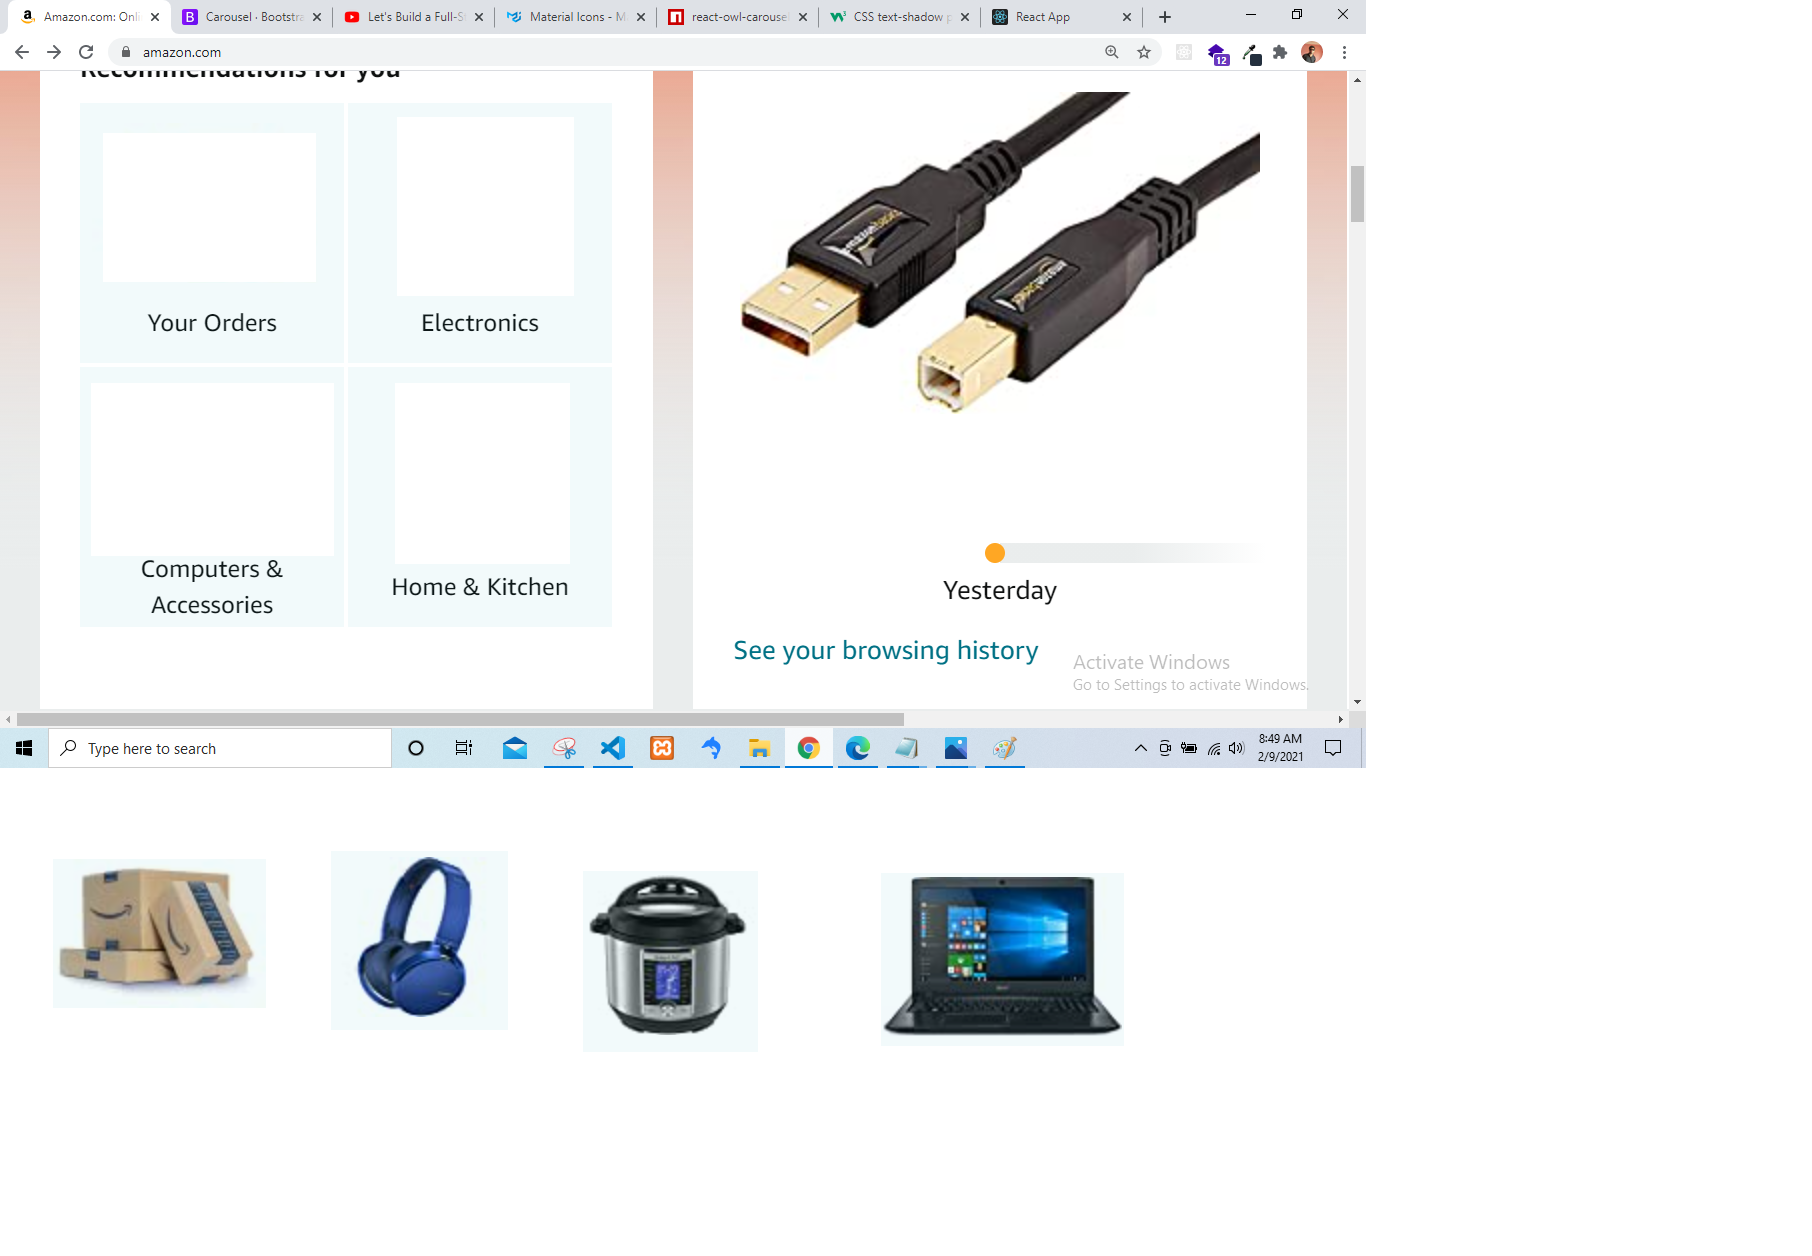 Amazon.com: Onli
Carousel · Bootstra
Let's Build a Full-S
Material Icons - M
react-owl-carousel
CSS text-shadow p
React App
amazon.com
12
Recommendations for you
Your Orders
Electronics
Computers &
Accessories
Home & Kitchen
Yesterday
See your browsing history
Activate Windows
Go to Settings to activate Windows.
Type here to search
8:49 AM
2/9/2021